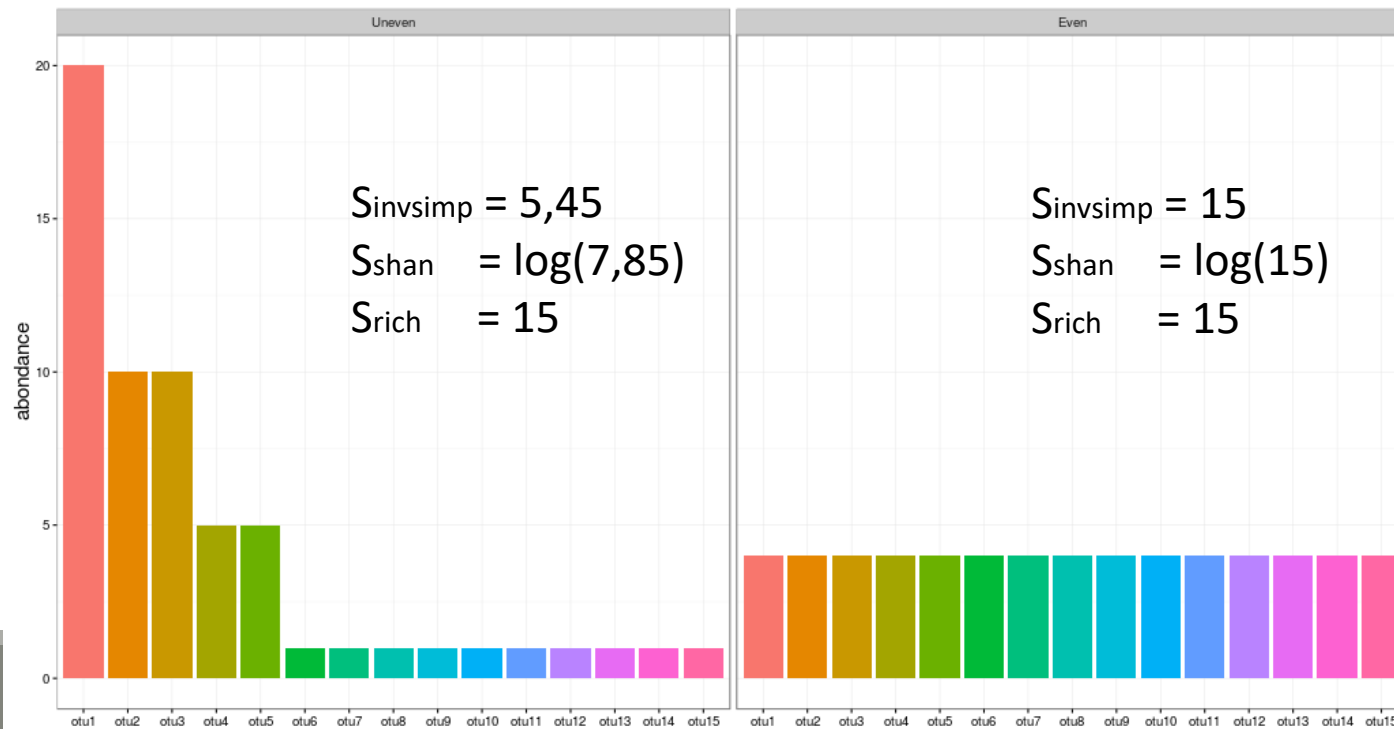 Uneven
Even
abondance
20
15
10
5
0
Sinvsimp = 5,45
Sshan = log(7,85)
Srich = 15
Sinvsimp = 15
Sshan = log(15)
Srich = 15
otu1 otu2 otu3 otu4 otu5 otu6 otu7 otu8 otu9 otu10 otu11 otu12 otu13 otu14 otu15
otu1 otu2 otu3 otu4 otu5 otu6 otu7 otu8 otu9 otu10 otu11 otu12 otu13 otu14 otu15